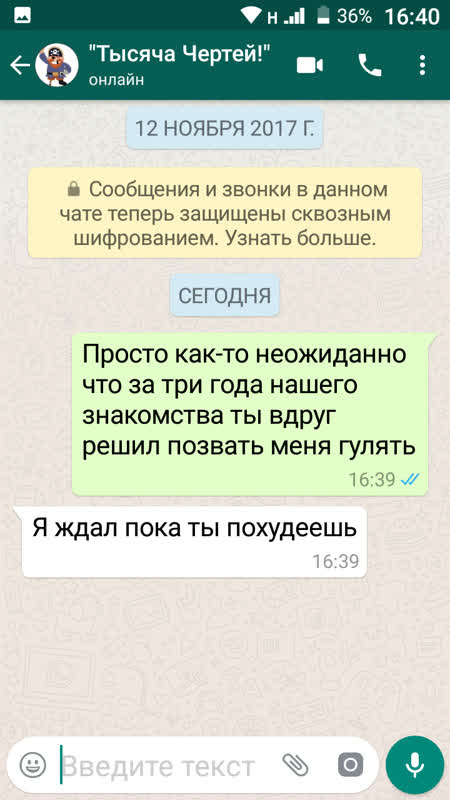 н 36% 16:40
"Тысяча Чертей!"
онлайн
12 НОЯБРЯ 2017 Г.
Сообщения и звонки в данном
чате теперь защищены сквозным
шифрованием. Узнать больше.
СЕГОДНЯ
Просто как-то неожиданно
что за три года нашего
знакомства ты вдруг
решил позвать меня гулять
16:39
Я ждал пока ты похудеешь
16:39
Введите текст